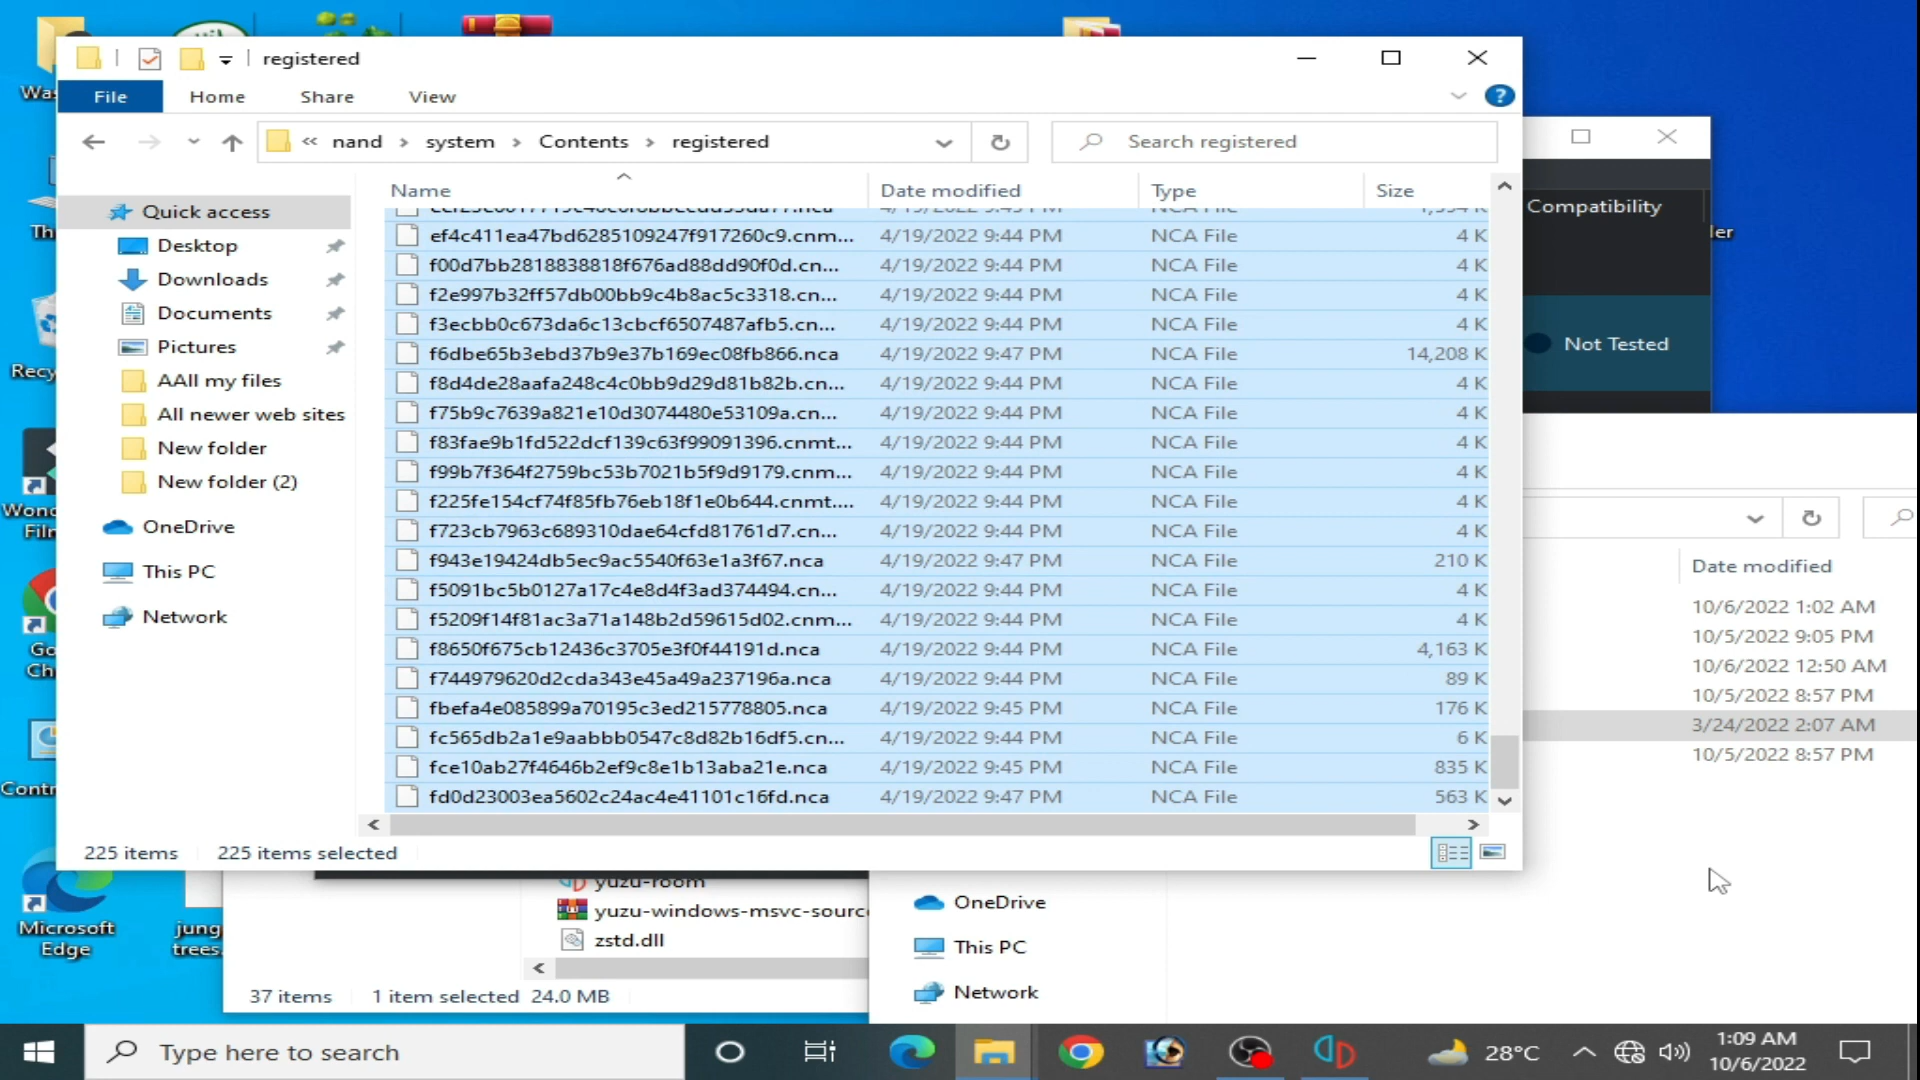 registered
File Home Share View
« nand › system › Contents › registered
Search registered
Name Date modified Type Size
ef4c411ea47bd6285109247f917260c9.cnm... 4/19/2022 9:44 PM NCA File 4 K
f00d7bb2818838818f676ad88dd90f0d.cn... 4/19/2022 9:44 PM NCA File 4 K
f2e997b32ff57db00bb9c4b8ac5c3318.cn... 4/19/2022 9:44 PM NCA File 4 K
f3ecbb0c673da6c13cbcf6507487afb5.cn... 4/19/2022 9:44 PM NCA File 4 K
f6dbe65b3ebd37b9e37b169ec08fb866.nca 4/19/2022 9:47 PM NCA File 14,208 K
f8d4de28aafa248c4c0bb9d29d81b82b.cn... 4/19/2022 9:44 PM NCA File 4 K
f75b9c7639a821e10d3074480e53109a.cn... 4/19/2022 9:44 PM NCA File 4 K
f83fae9b1fd522dcf139c63f99091396.cnmt... 4/19/2022 9:44 PM NCA File 4 K
f99b7f364f2759bc53b7021b5f9d9179.cnm... 4/19/2022 9:44 PM NCA File 4 K
f225fe154cf74f85fb76eb18f1e0b644.cnmt.... 4/19/2022 9:44 PM NCA File 4 K
f723cb7963c689310dae64cfd81761d7.cn... 4/19/2022 9:44 PM NCA File 4 K
f943e19424db5ec9ac5540f63e1a3f67.nca 4/19/2022 9:47 PM NCA File 210 K
f5091bc5b0127a17c4e8d4f3ad374494.cn... 4/19/2022 9:44 PM NCA File 4 K
f5209f14f81ac3a71a148b2d59615d02.cnm... 4/19/2022 9:44 PM NCA File 4 K
f8650f675cb12436c3705e3f0f44191d.nca 4/19/2022 9:44 PM NCA File 4,163 K
f744979620d2cda343e45a49a237196a.nca 4/19/2022 9:44 PM NCA File 89 K
fbefa4e085899a70195c3ed215778805.nca 4/19/2022 9:45 PM NCA File 176 K
fc565db2a1e9aabbb0547c8d82b16df5.cn... 4/19/2022 9:44 PM NCA File 6 K
fce10ab27f4646b2ef9c8e1b13aba21e.nca 4/19/2022 9:45 PM NCA File 835 K
fd0d23003ea5602c24ac4e41101c16fd.nca 4/19/2022 9:47 PM NCA File 563 K
Quick access
Desktop
Downloads
Documents
Pictures
AAll my files
All newer web sites
New folder
New folder (2)
OneDrive
This PC
Network
225 items 225 items selected
Compatibility
Not Tested
Date modified
10/6/2022 1:02 AM
10/5/2022 9:05 PM
10/6/2022 12:50 AM
10/5/2022 8:57 PM
3/24/2022 2:07 AM
10/5/2022 8:57 PM
yuzu-room
yuzu-windows-msvc-source
zstd.dll
37 items 1 item selected 24.0 MB
OneDrive
This PC
Network
Microsoft
Edge
jung
trees.
Type here to search
28°C
1:09 AM
10/6/2022